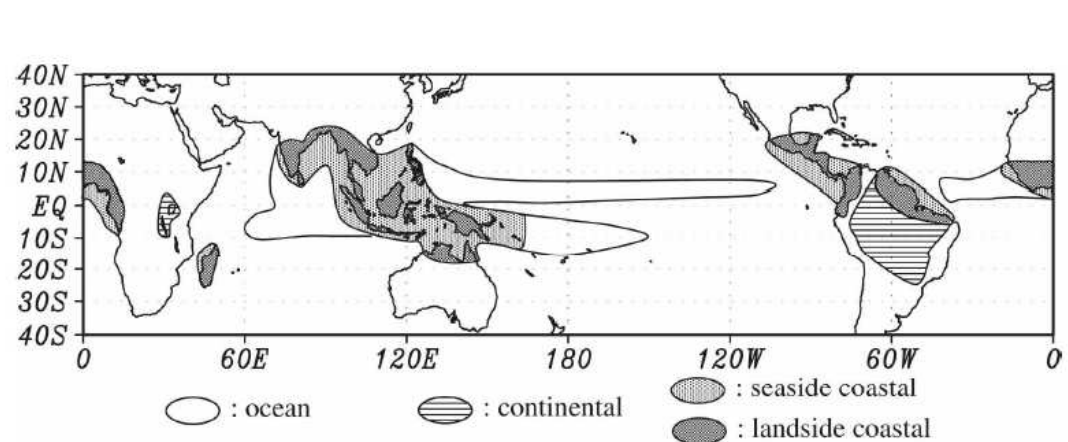 40N
30N
20N
10N
EQ
10S
20S
30S
40S
0 60E 120E 180 120W 60W 0
: ocean : continental : seaside coastal
: landside coastal